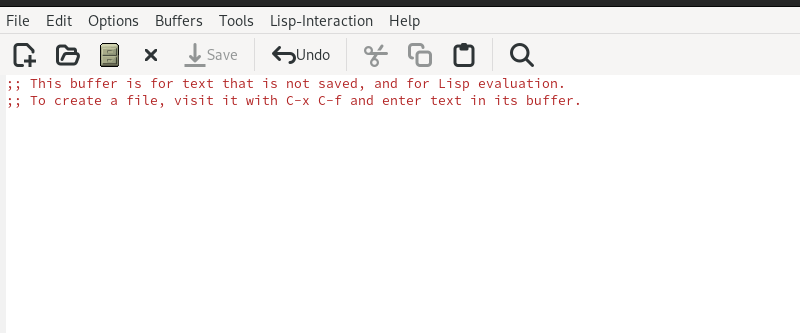 File Edit Options Buffers Tools Lisp-Interaction Help
Save Undo
;; This buffer is for text that is not saved, and for Lisp evaluation.
;; To create a file, visit it with C-x C-f and enter text in its buffer.